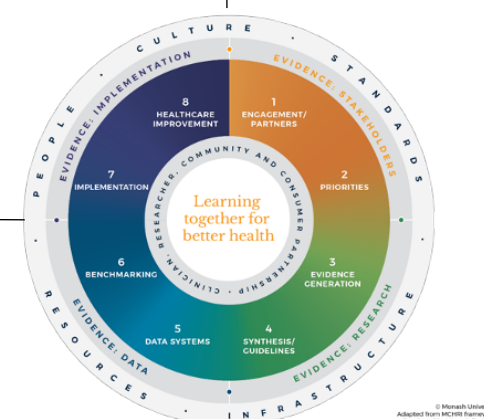 CULTURE
STANDARDS
INFRASTRUCTURE
RESOURCES
PEOPLE
EVIDENCE: STAKEHOLDERS
EVIDENCE: RESEARCH
EVIDENCE: DATA
EVIDENCE: IMPLEMENTATION
1
ENGAGEMENT/
PARTNERS
2
PRIORITIES
3
EVIDENCE
GENERATION
4
SYNTHESIS/
GUIDELINES
5
DATA SYSTEMS
6
BENCHMARKING
7
IMPLEMENTATION
8
HEALTHCARE
IMPROVEMENT
CLINICIAN, RESEARCHER, COMMUNITY AND CONSUMER PARTNERSHIP
Learning
together for
better health
© Monash
Adapted from MCHRI